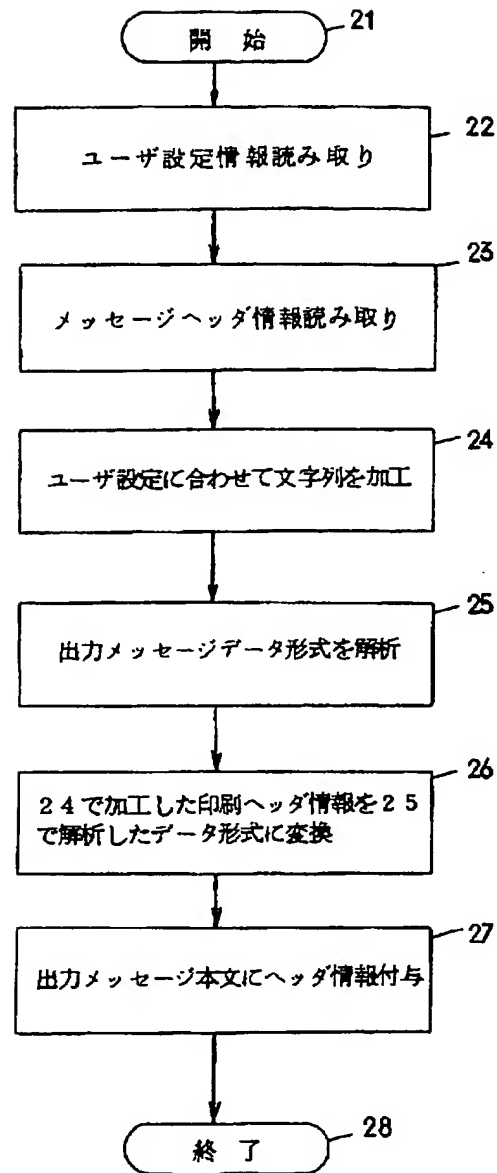 開始
21
ユーザ設定情報読み取り
22
メッセージヘッダ情報読み取り
23
ユーザ設定に合わせて文字列を加工
24
出力メッセージデータ形式を解析
25
24で加工した印刷ヘッダ情報を25
で解析したデータ形式に変換
26
出力メッセージ本文にヘッダ情報付与
27
終了
28